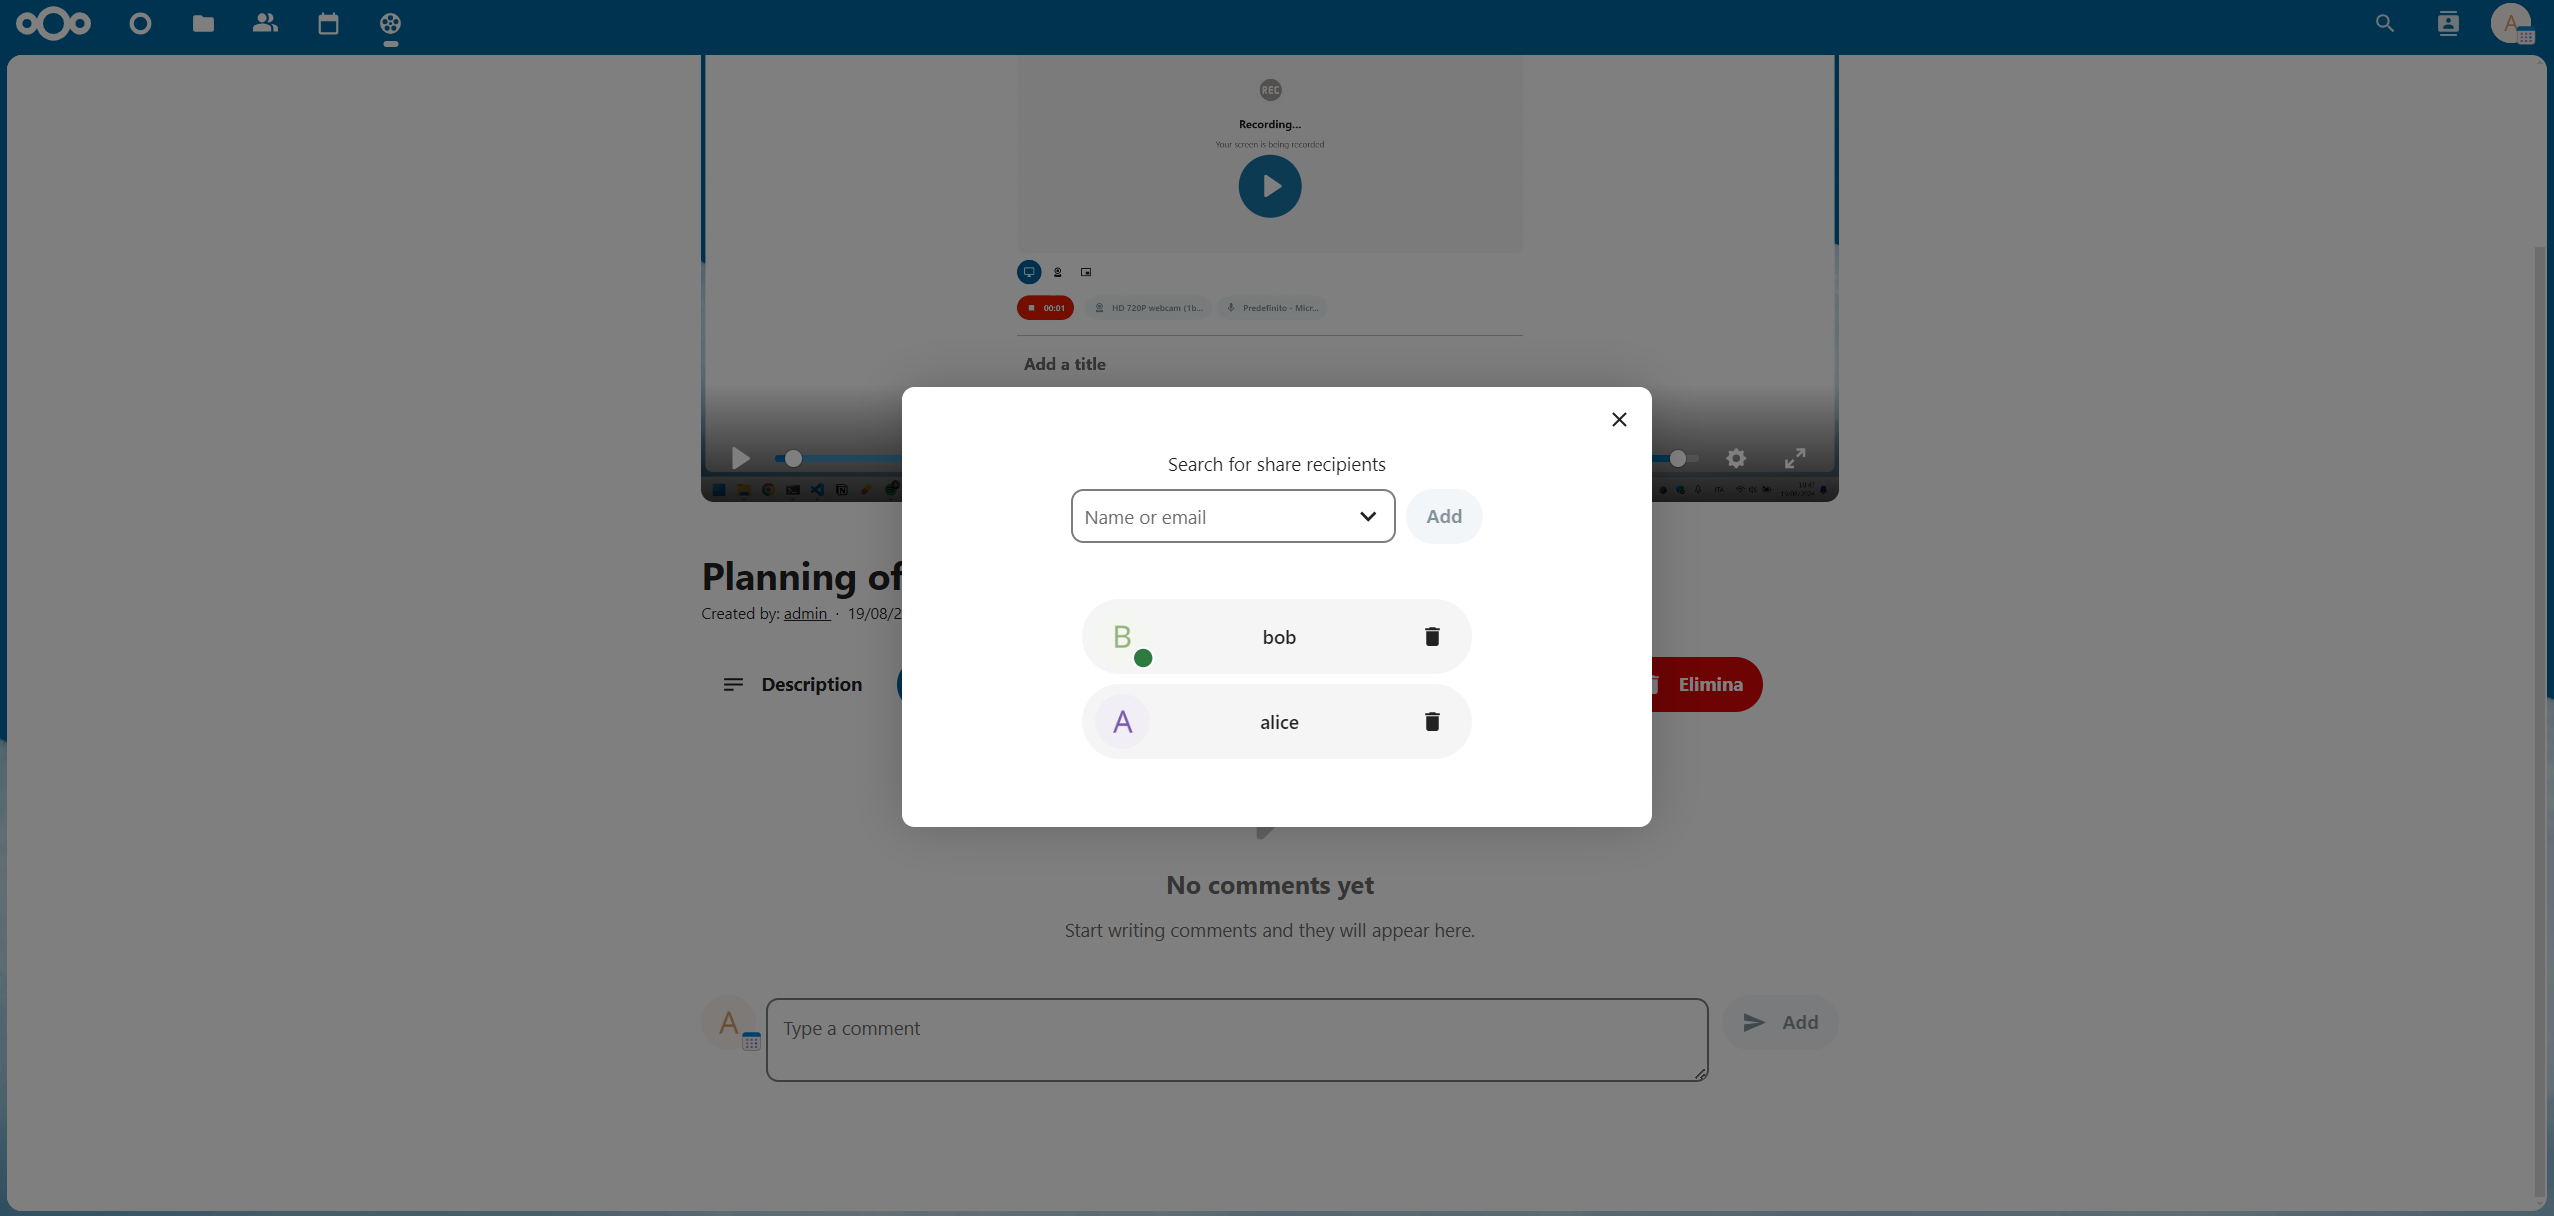 A
REC
Recording...
Your screen is being recorded
00:01
HD 720P webcam (1b...
Predefinito - Micr...
Add a title
Search for share recipients
Name or email
Add
Planning of
Created by: admin · 19/08/2
B
bob
A
alice
Description
Elimina
No comments yet
Start writing comments and they will appear here.
A
Type a comment
Add